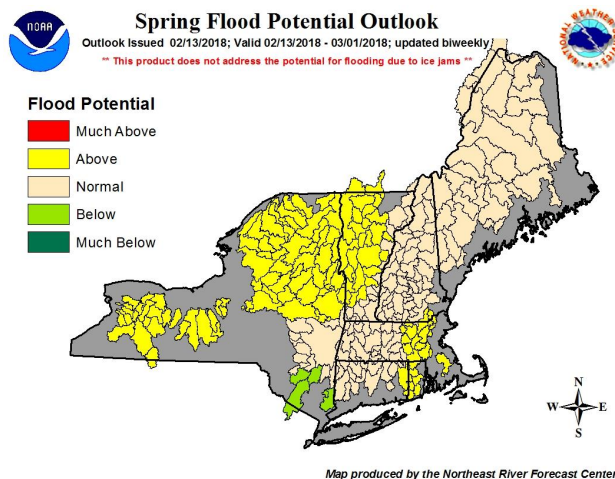 NOAA
Spring Flood Potential Outlook
Outlook Issued 02/13/2018; Valid 02/13/2018 - 03/01/2018; updated biweekly
** This product does not address the potential for flooding due to ice jams **
NATIONAL WEATHER
Flood Potential
Much Above
Above
Normal
Below
Much Below
N
W E
S
Map produced by the Northeast River Forecast Center